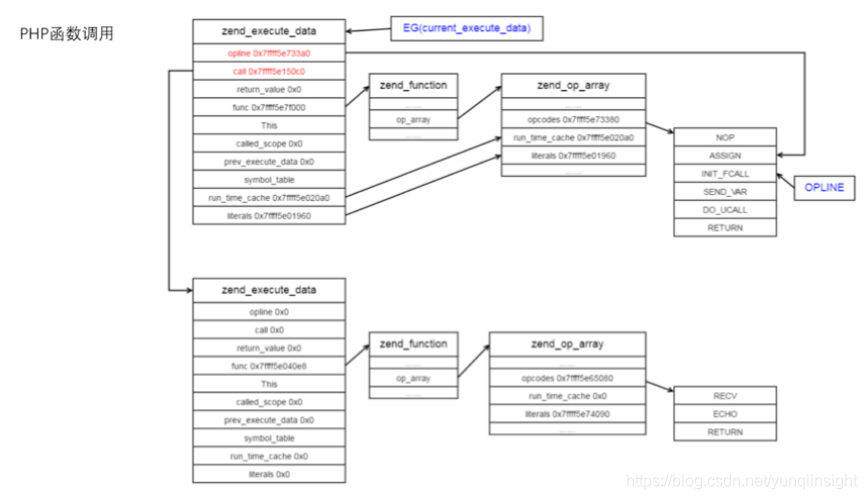 PHP函数调用
EG(current_execute_data)
zend_execute_data
opline 0x7ffff5e733a0
call 0x7ffff5e150c0
return_value 0x0
func 0x7ffff5e7f000
This
called_scope 0x0
prev_execute_data 0x0
symbol_table
run_time_cache 0x7ffff5e020a0
literals 0x7ffff5e01960
zend_function
.......
op_array
.......
zend_op_array
.......
opcodes 0x7ffff5e73380
run_time_cache 0x7ffff5e020a0
literals 0x7ffff5e01960
.......
NOP
ASSIGN
INIT_FCALL
SEND_VAR
DO_UCALL
RETURN
OPLINE
zend_execute_data
opline 0x0
call 0x0
return_value 0x0
func 0x7ffff5e040e8
This
called_scope 0x0
prev_execute_data 0x0
symbol_table
run_time_cache 0x0
literals 0x0
zend_function
.......
op_array
.......
zend_op_array
.......
opcodes 0x7ffff5e65080
run_time_cache 0x0
literals 0x7ffff5e74090
.......
RECV
ECHO
RETURN
https://blog.csdn.net/yunqiinsight